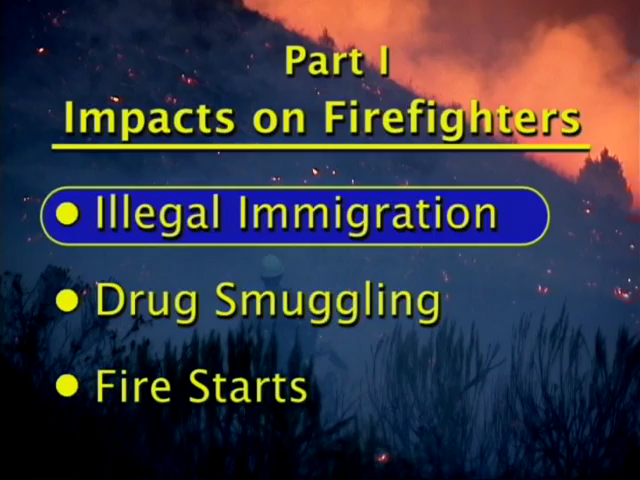 Part I
Impacts on Firefighters
• Illegal Immigration
• Drug Smuggling
• Fire Starts